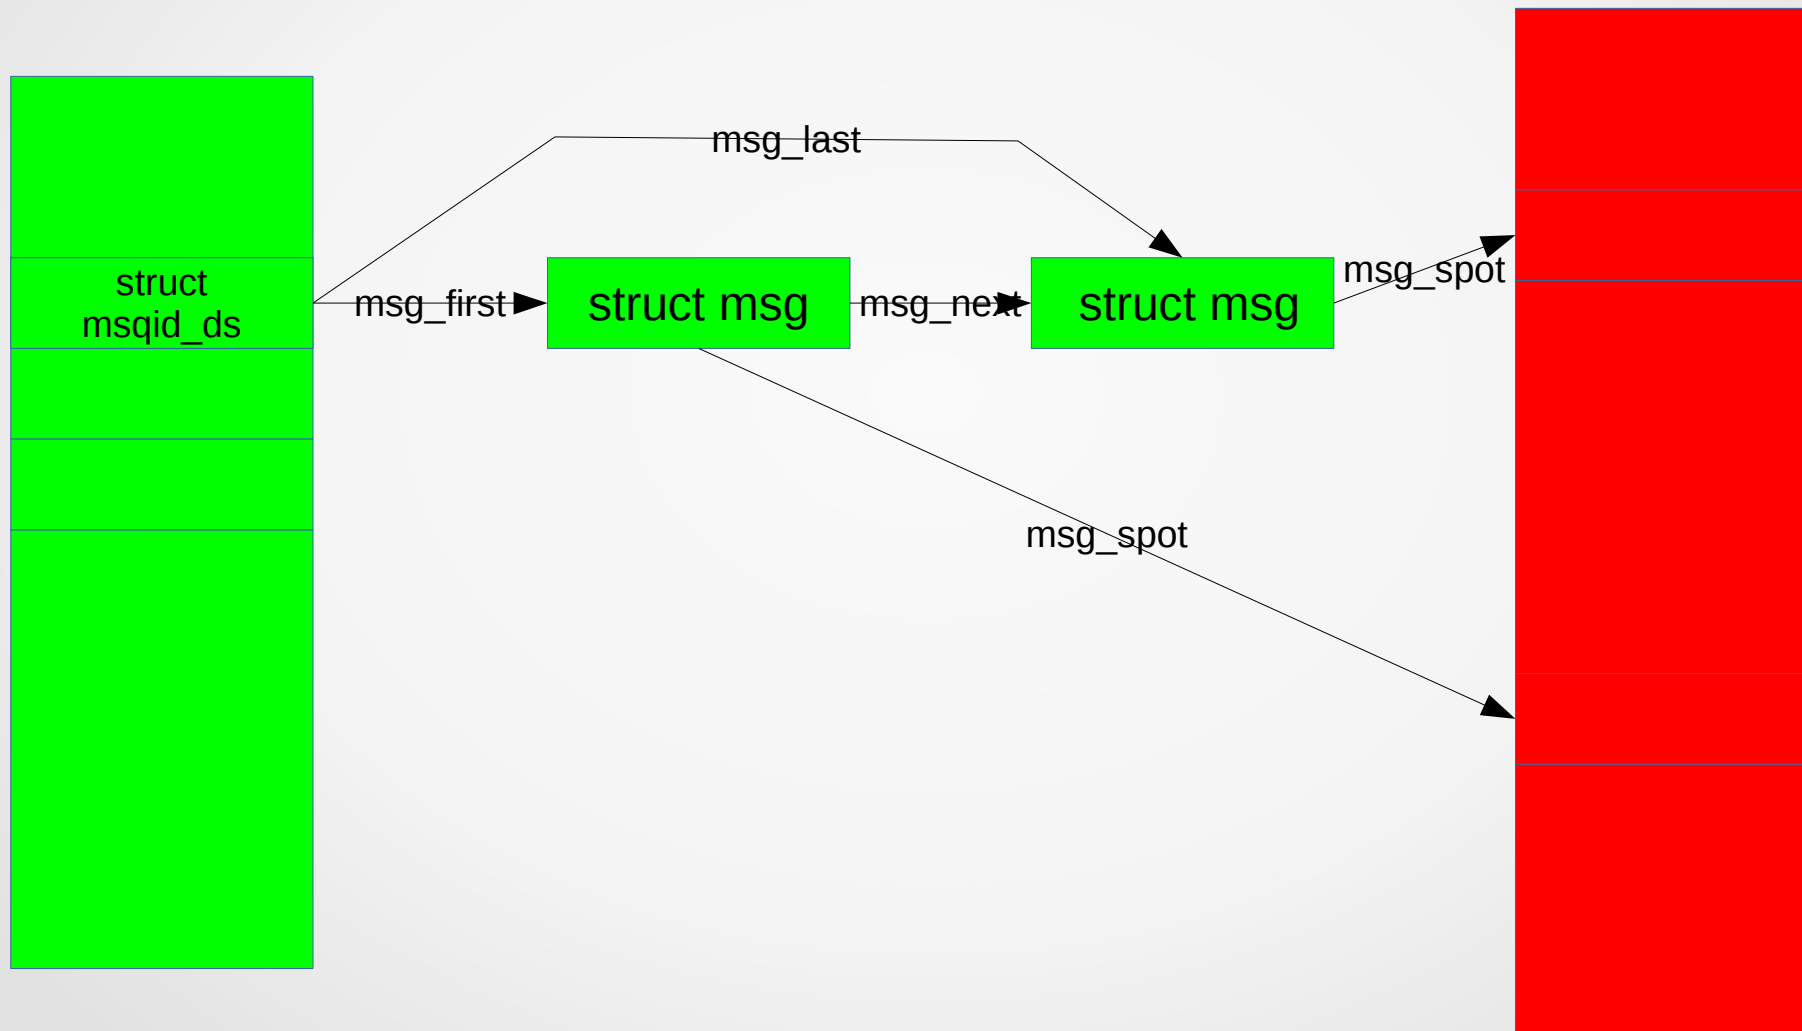 msg_last
struct
msqid_ds
msg_first
struct msg
msg_next
struct msg
msg_spot
msg_spot